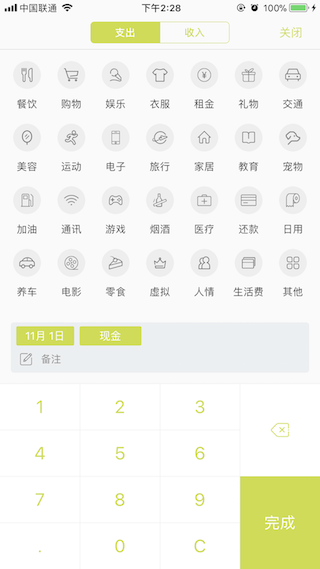 中国联通 下午2:28 100%
支出 收入 关闭
餐饮 购物 娱乐 衣服 租金 礼物 交通
美容 运动 电子 旅行 家居 教育 宠物
加油 通讯 游戏 烟酒 医疗 还款 日用
养车 电影 零食 虚拟 人情 生活费 其他
11月 1日 现金
备注
1 2 3
4 5 6
7 8 9 完成
. 0 C